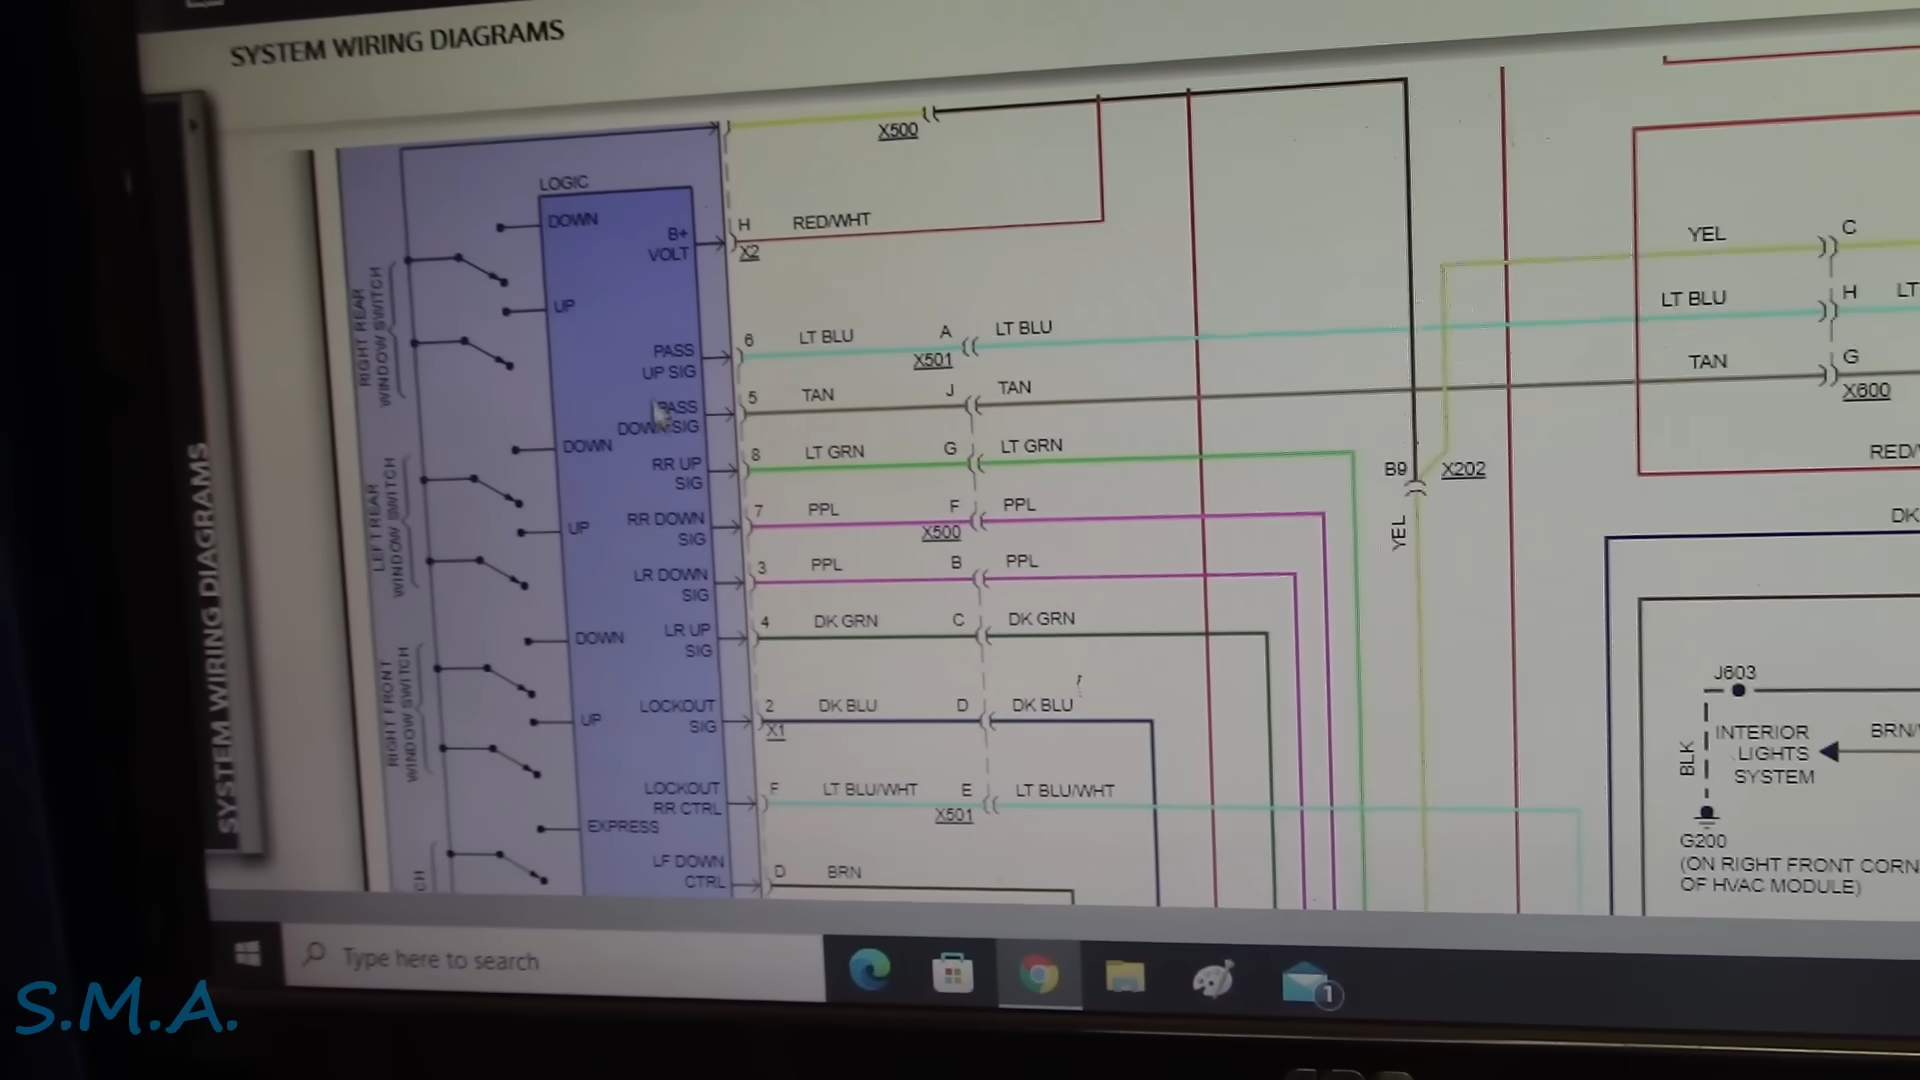 SYSTEM WIRING DIAGRAMS
SYSTEM WIRING DIAGRAMS
X500
LOGIC
DOWN
B+
VOLT
H
X2
RED/WHT
RIGHT REAR
WINDOW SWITCH
UP
PASS
UP SIG
6
LT BLU
A
X501
LT BLU
PASS
DOWN SIG
5
TAN
J
TAN
DOWN
RR UP
SIG
8
LT GRN
G
LT GRN
LEFT REAR
WINDOW SWITCH
UP
RR DOWN
SIG
7
PPL
F
X500
PPL
LR DOWN
SIG
3
PPL
B
PPL
DOWN
LR UP
SIG
4
DK GRN
C
DK GRN
RIGHT FRONT
WINDOW SWITCH
UP
LOCKOUT
SIG
2
X1
DK BLU
D
DK BLU
LOCKOUT
RR CTRL
F
LT BLU/WHT
E
X501
LT BLU/WHT
EXPRESS
LF DOWN
CTRL
D
BRN
CH
B9
X202
YEL
YEL
C
LT BLU
H
LT
TAN
G
X600
RED/
DK
J603
BLK
INTERIOR
LIGHTS
SYSTEM
BRN/
G200
(ON RIGHT FRONT CORN
OF HVAC MODULE)
Type here to search
1
S.M.A.